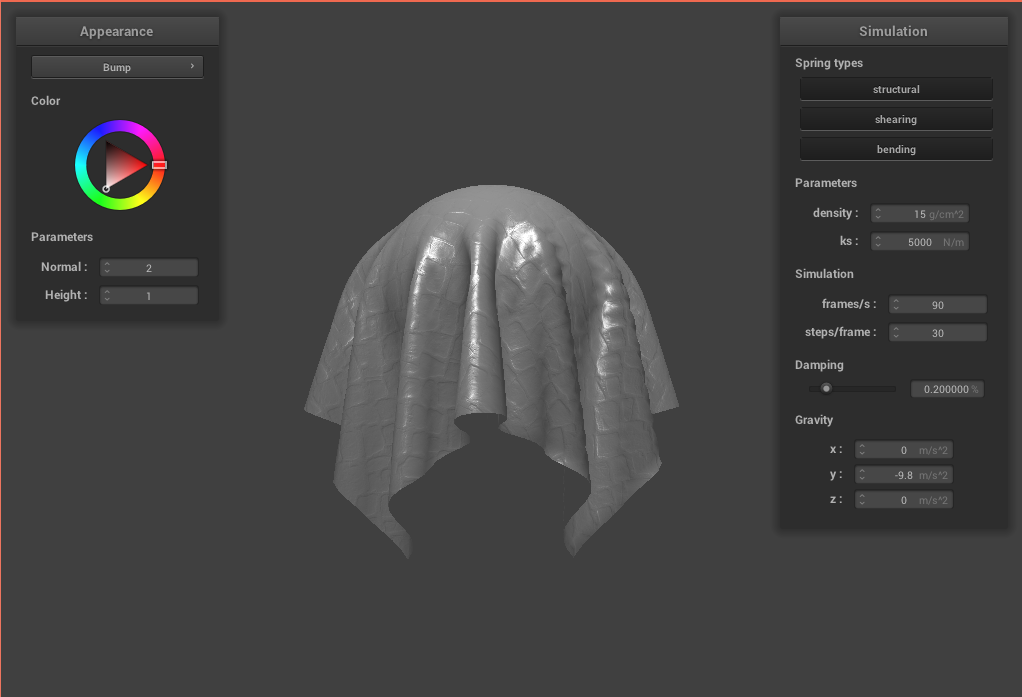 Appearance
Bump
Color
Parameters
Normal : 2
Height : 1
Simulation
Spring types
structural
shearing
bending
Parameters
density : 15 g/cm^2
ks : 5000 N/m
Simulation
frames/s : 90
steps/frame : 30
Damping
0.200000 %
Gravity
x : 0 m/s^2
y : -9.8 m/s^2
z : 0 m/s^2